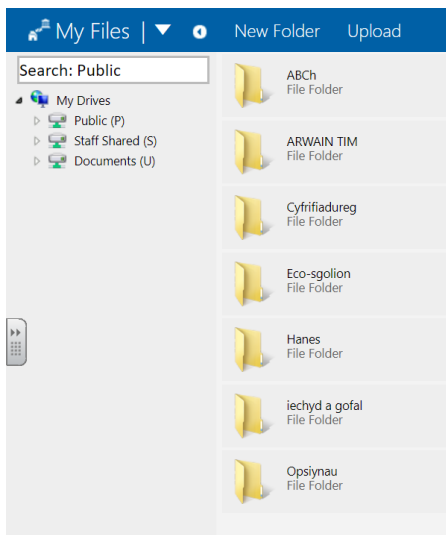 My Files
New Folder
Upload
Search: Public
My Drives
Public (P)
Staff Shared (S)
Documents (U)
ABCh
File Folder
ARWAIN TIM
File Folder
Cyfrifiadureg
File Folder
Eco-sgolion
File Folder
Hanes
File Folder
iechyd a gofal
File Folder
Opsiynau
File Folder